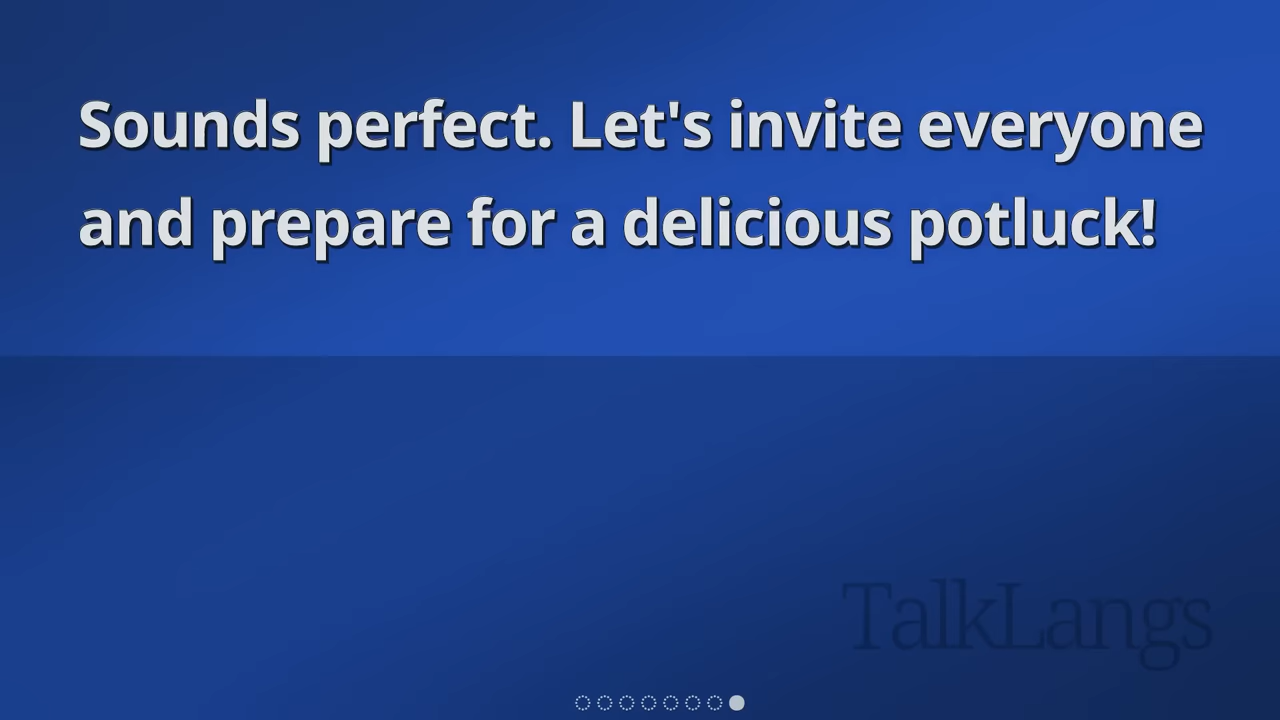 Sounds perfect. Let's invite everyone
and prepare for a delicious potluck!
TalkLangs